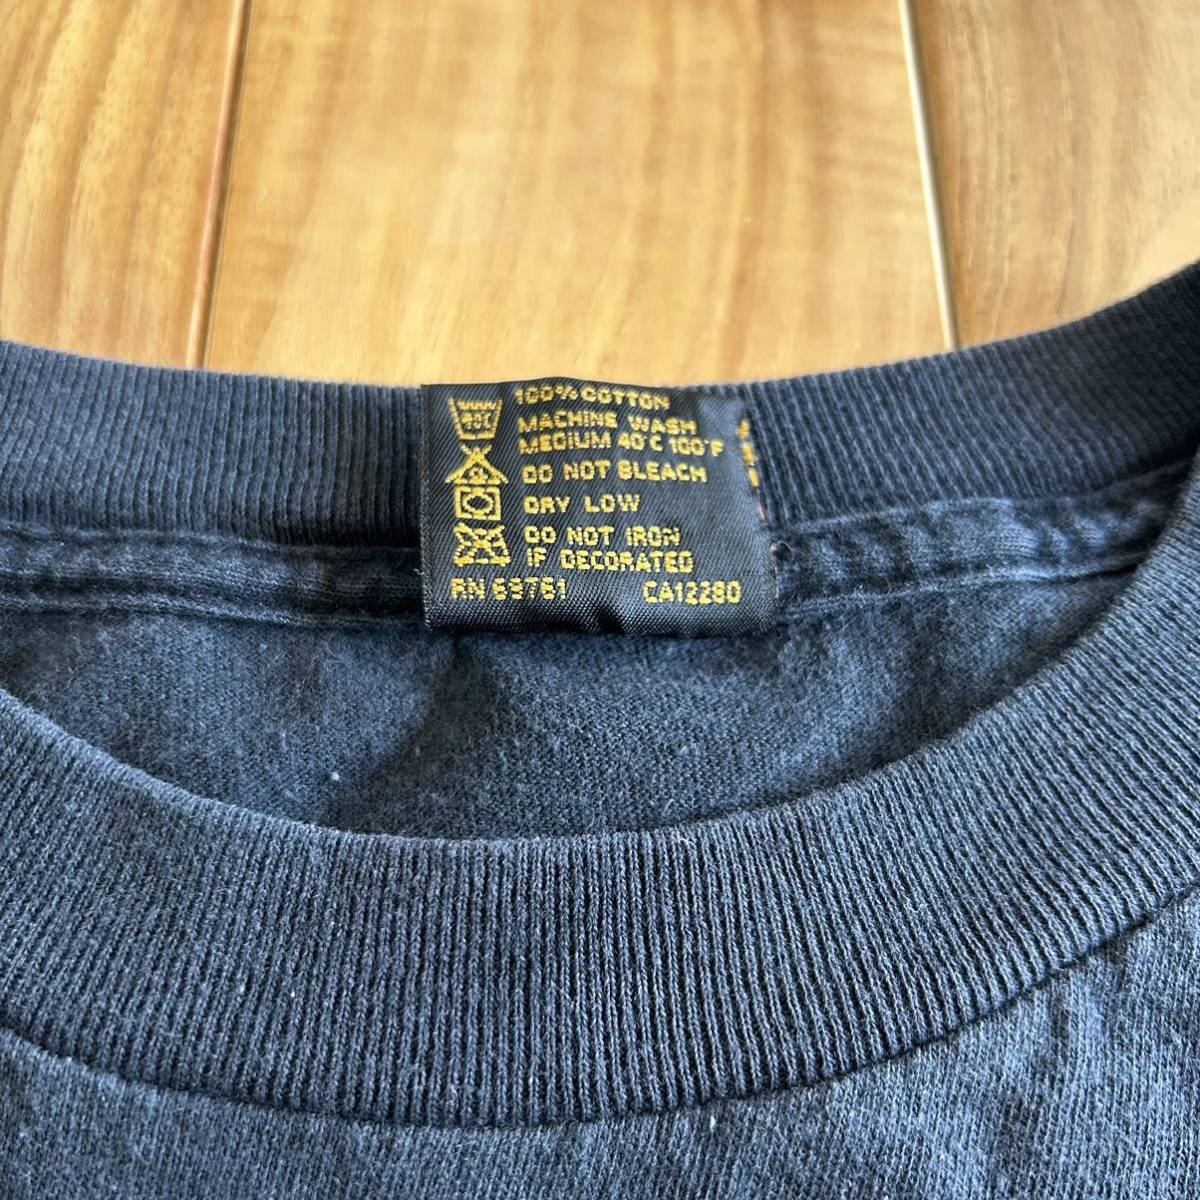 100% COTTON
MACHINE WASH
MEDIUM 40°C 100°F
DO NOT BLEACH
DRY LOW
DO NOT IRON
IF DECORATED
RN 69761 CA12280